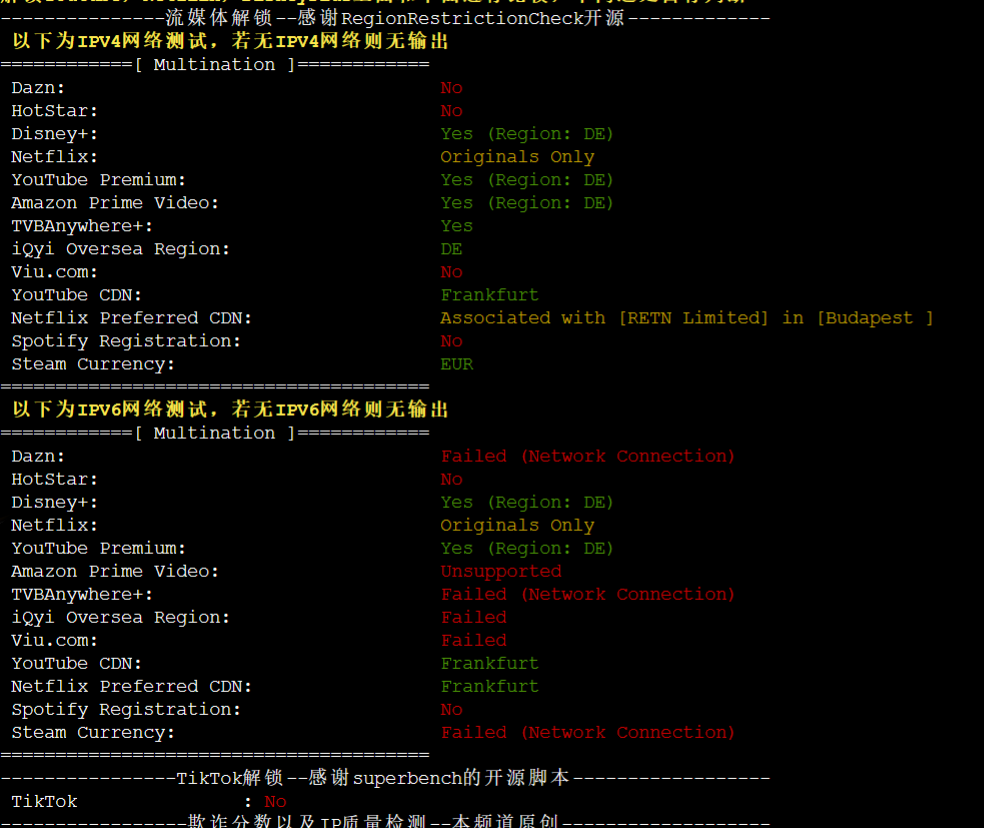 --------------流媒体解锁--感谢RegionRestrictionCheck开源-------------
以下为IPV4网络测试，若无IPV4网络则无输出
============[ Multination ]============
Dazn: No
HotStar: No
Disney+: Yes (Region: DE)
Netflix: Originals Only
YouTube Premium: Yes (Region: DE)
Amazon Prime Video: Yes (Region: DE)
TVBAnywhere+: Yes
iQyi Oversea Region: DE
Viu.com: No
YouTube CDN: Frankfurt
Netflix Preferred CDN: Associated with [RETN Limited] in [Budapest ]
Spotify Registration: No
Steam Currency: EUR
=======================================
以下为IPV6网络测试，若无IPV6网络则无输出
============[ Multination ]============
Dazn: Failed (Network Connection)
HotStar: No
Disney+: Yes (Region: DE)
Netflix: Originals Only
YouTube Premium: Yes (Region: DE)
Amazon Prime Video: Unsupported
TVBAnywhere+: Failed (Network Connection)
iQyi Oversea Region: Failed
Viu.com: Failed
YouTube CDN: Frankfurt
Netflix Preferred CDN: Frankfurt
Spotify Registration: No
Steam Currency: Failed (Network Connection)
=======================================
----------------TikTok解锁--感谢superbench的开源脚本------------------
TikTok : No
-----------------欺诈分数以及IP质量检测--本频道原创-------------------